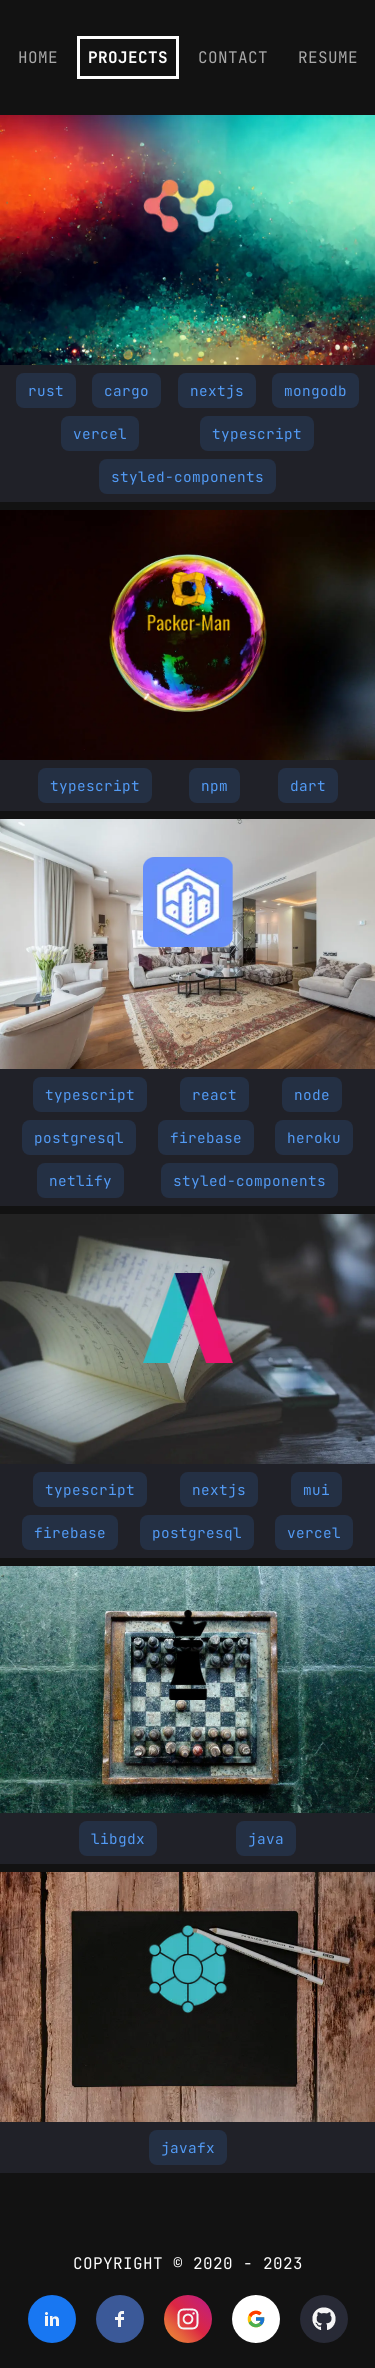 HOME PROJECTS CONTACT RESUME
rust cargo nextjs mongodb
vercel typescript
styled-components
Packer-Man
typescript npm dart
typescript react node
postgresql firebase heroku
netlify styled-components
typescript nextjs mui
firebase postgresql vercel
libgdx java
javafx
COPYRIGHT © 2020 - 2023
in f G